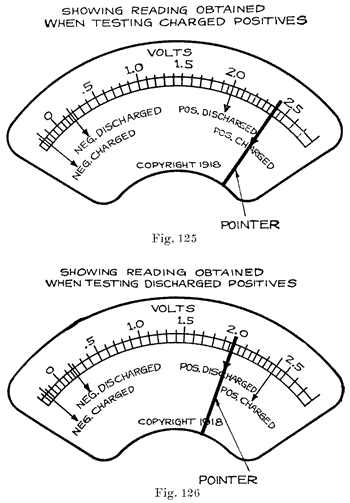 SHOWING READING OBTAINED
WHEN TESTING CHARGED POSITIVES
VOLTS
0 .5 1.0 1.5 2.0 2.5
NEG. DISCHARGED
NEG. CHARGED
POS. DISCHARGED
POS. CHARGED
COPYRIGHT 1918
POINTER
Fig. 125
SHOWING READING OBTAINED
WHEN TESTING DISCHARGED POSITIVES
VOLTS
0 .5 1.0 1.5 2.0 2.5
NEG. DISCHARGED
NEG. CHARGED
POS. DISCHARGED
POS. CHARGED
COPYRIGHT 1918
POINTER
Fig. 126